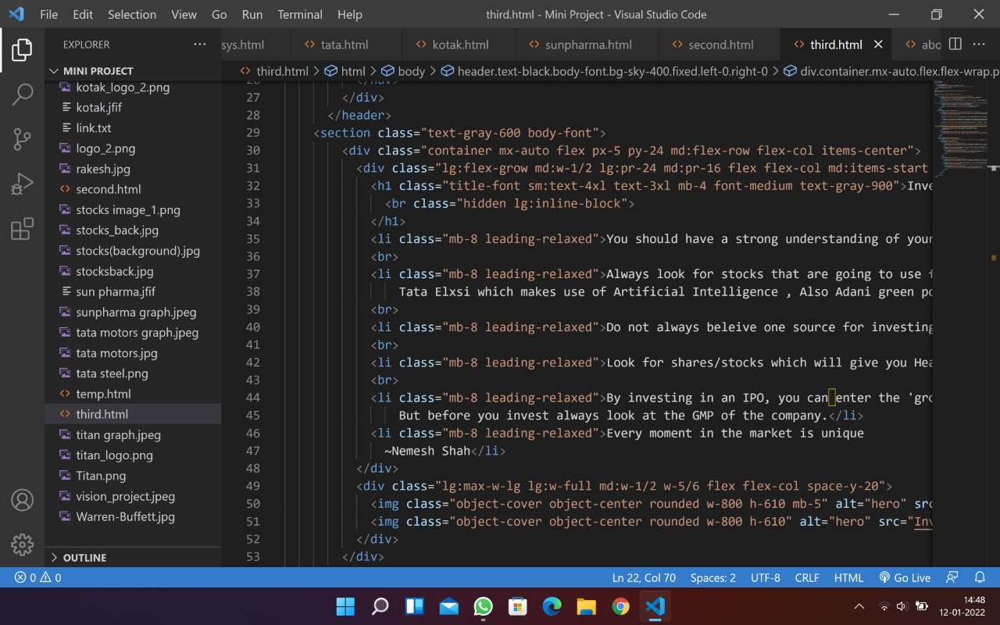 File Edit Selection View Go Run Terminal Help third.html - Mini Project - Visual Studio Code
EXPLORER
sys.html tata.html kotak.html sunpharma.html second.html third.html abo
MINI PROJECT
third.html > html > body > header.text-black.body-font.bg-sky-400.fixed.left-0.right-0 > div.container.mx-auto.flex.flex-wrap.p
kotak_logo_2.png
kotak.jfif
link.txt
logo_2.png
rakesh.jpg
second.html
stocks image_1.png
stocks_back.jpg
stocks(background).jpg
stocksback.jpg
sun pharma.jfif
sunpharma graph.jpeg
tata motors graph.jpeg
tata motors.jpg
tata steel.png
temp.html
third.html
titan graph.jpeg
titan_logo.png
Titan.png
vision_project.jpeg
Warren-Buffett.jpg
OUTLINE
26 </nav>
27 </div>
28 </header>
29 <section class="text-gray-600 body-font">
30 <div class="container mx-auto flex px-5 py-24 md:flex-row flex-col items-center">
31 <div class="lg:flex-grow md:w-1/2 lg:pr-24 md:pr-16 flex flex-col md:items-start
32 <h1 class="title-font sm:text-4xl text-3xl mb-4 font-medium text-gray-900">Inve
33 <br class="hidden lg:inline-block">
34 </h1>
35 <li class="mb-8 leading-relaxed">You should have a strong understanding of your
36 <br>
37 <li class="mb-8 leading-relaxed">Always look for stocks that are going to use f
38 Tata Elxsi which makes use of Artificial Intelligence , Also Adani green po
39 <br>
40 <li class="mb-8 leading-relaxed">Do not always beleive one source for investing
41 <br>
42 <li class="mb-8 leading-relaxed">Look for shares/stocks which will give you Hea
43 <br>
44 <li class="mb-8 leading-relaxed">By investing in an IPO, you can enter the 'gro
45 But before you invest always look at the GMP of the company.</li>
46 <li class="mb-8 leading-relaxed">Every moment in the market is unique
47 ~Nemesh Shah</li>
48 </div>
49 <div class="lg:max-w-lg lg:w-full md:w-1/2 w-5/6 flex flex-col space-y-20">
50 <img class="object-cover object-center rounded w-800 h-610 mb-5" alt="hero" src
51 <img class="object-cover object-center rounded w-800 h-610" alt="hero" src="Inv
52 </div>
53 </div>
0 0 Ln 22, Col 70 Spaces: 2 UTF-8 CRLF HTML Go Live
14:48
12-01-2022